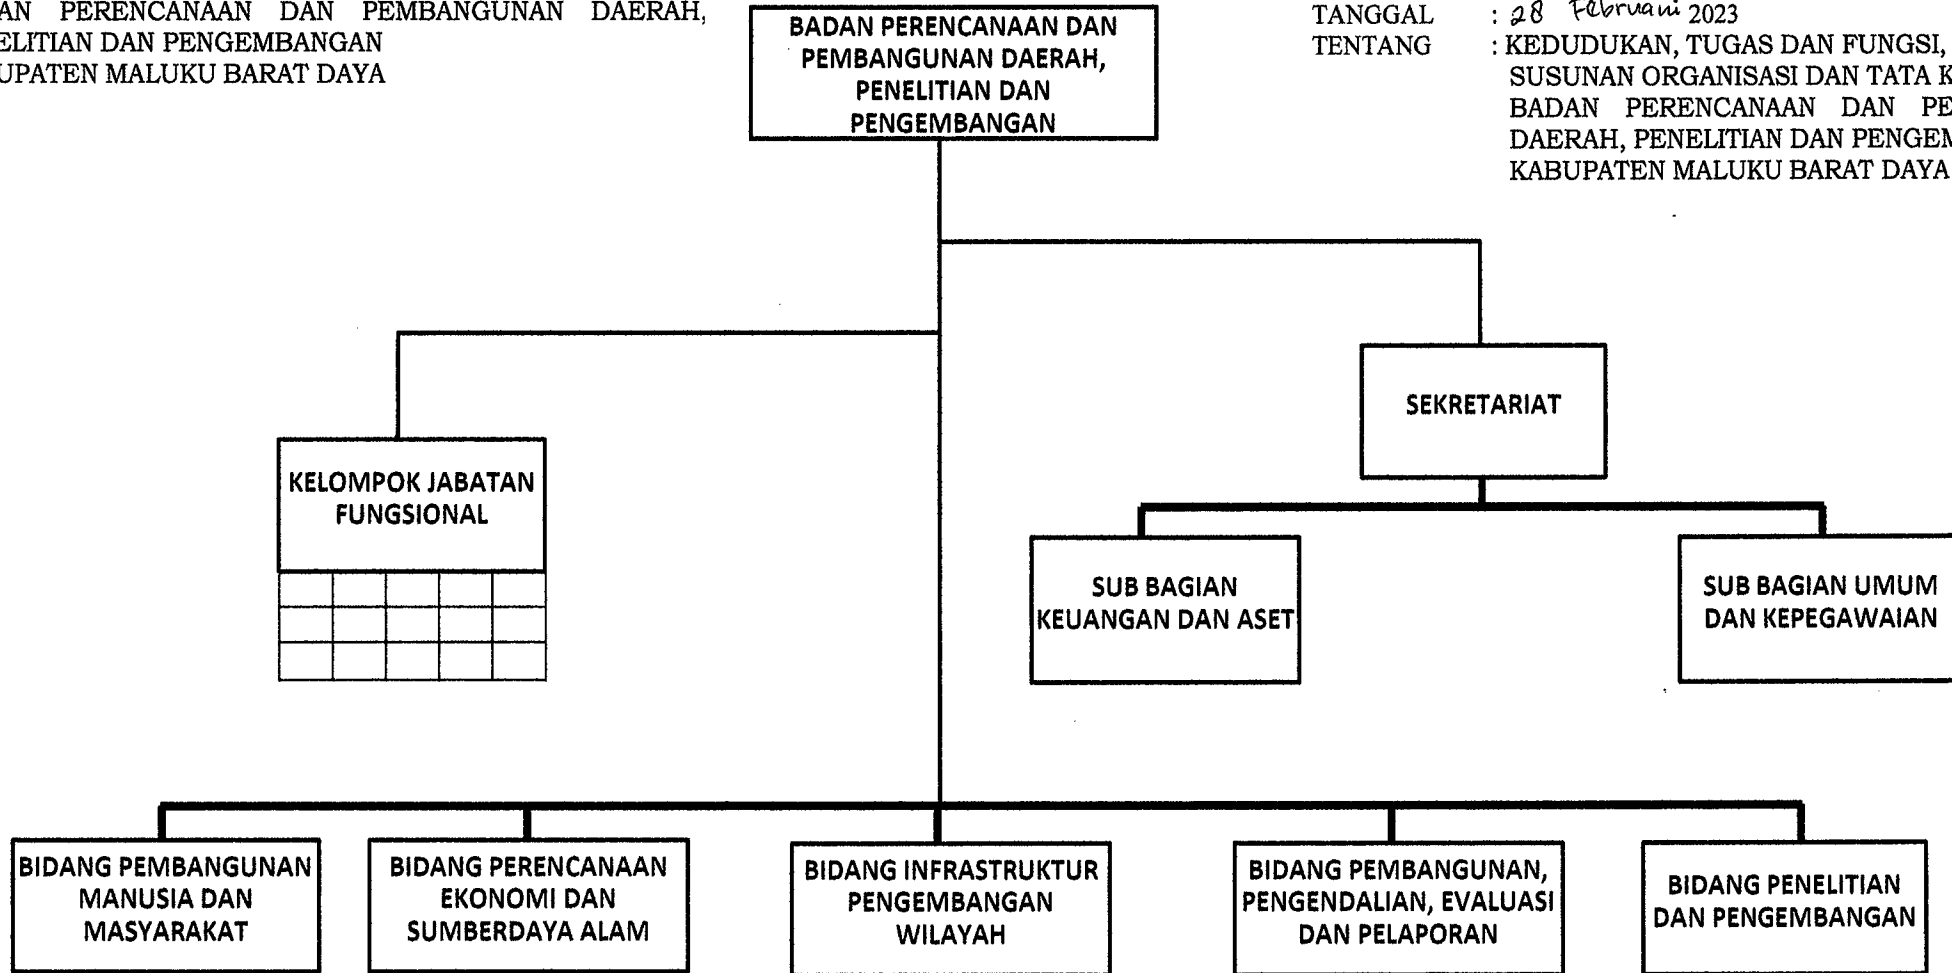 PERENCANAAN DAN PEMBANGUNAN DAERAH,
DAN PENGEMBANGAN
MALUKU BARAT DAYA
BADAN PERENCANAAN DAN
PEMBANGUNAN DAERAH,
PENELITIAN DAN
PENGEMBANGAN
TANGGAL : 28 Februari 2023
TENTANG : KEDUDUKAN, TUGAS DAN FUNGSI,
SUSUNAN ORGANISASI DAN TATA K
BADAN PERENCANAAN DAN PE
DAERAH, PENELITIAN DAN PENGEM
KABUPATEN MALUKU BARAT DAYA
SEKRETARIAT
KELOMPOK JABATAN
FUNGSIONAL
SUB BAGIAN
KEUANGAN DAN ASET
SUB BAGIAN UMUM
DAN KEPEGAWAIAN
BIDANG PEMBANGUNAN
MANUSIA DAN
MASYARAKAT
BIDANG PERENCANAAN
EKONOMI DAN
SUMBERDAYA ALAM
BIDANG INFRASTRUKTUR
PENGEMBANGAN
WILAYAH
BIDANG PEMBANGUNAN,
PENGENDALIAN, EVALUASI
DAN PELAPORAN
BIDANG PENELITIAN
DAN PENGEMBANGAN